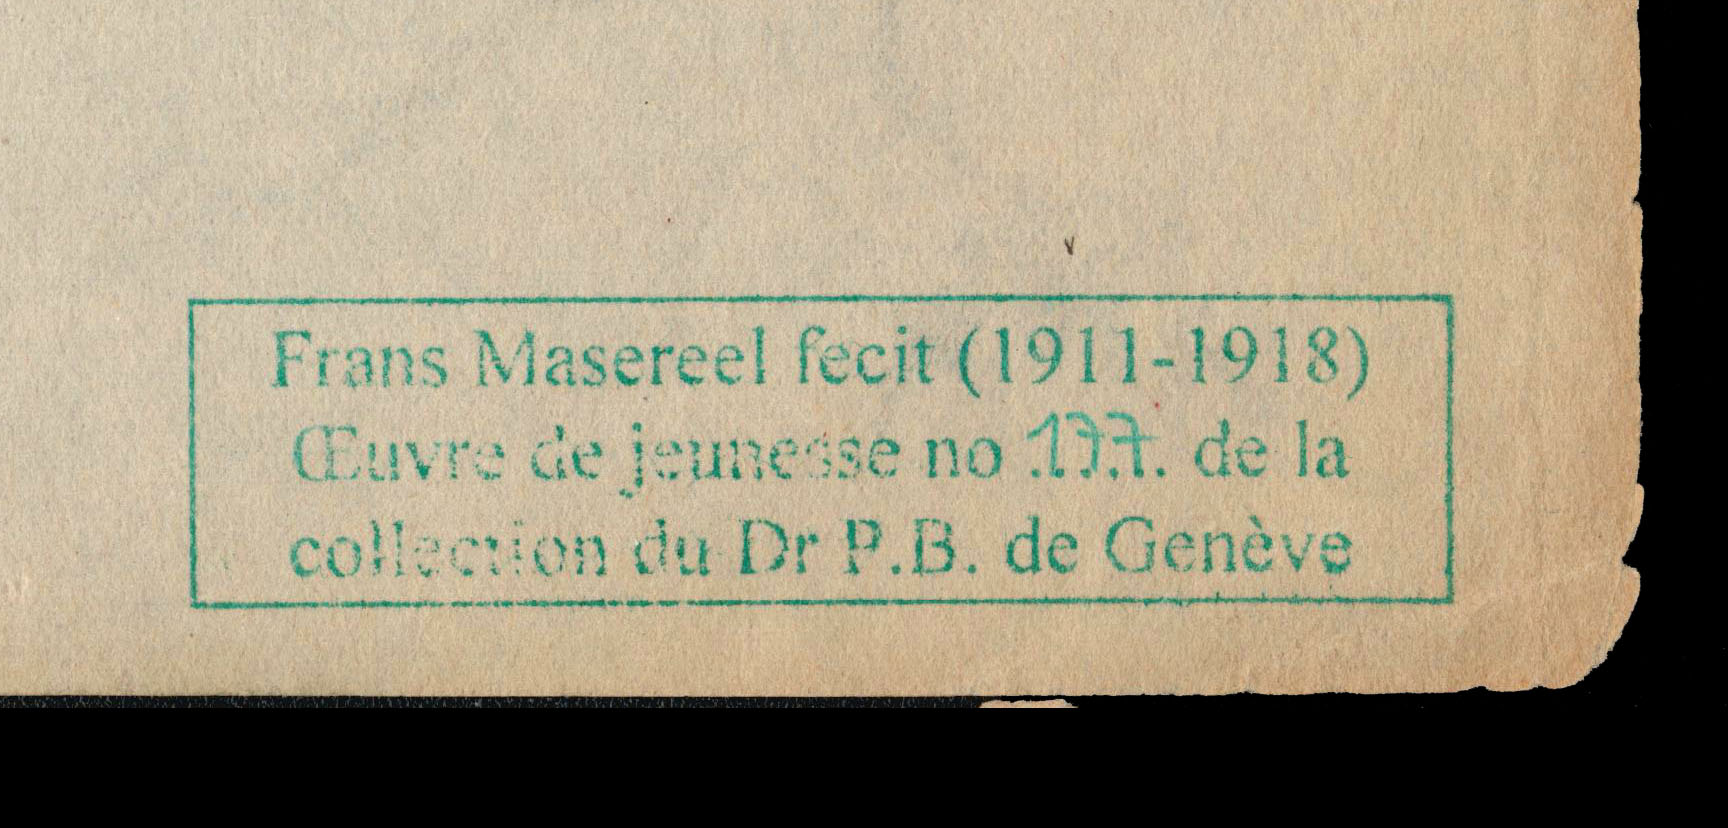 Frans Masereel fecit (1911-1918)
Œuvre de jeunesse no .177. de la
collection du Dr P.B. de Genève